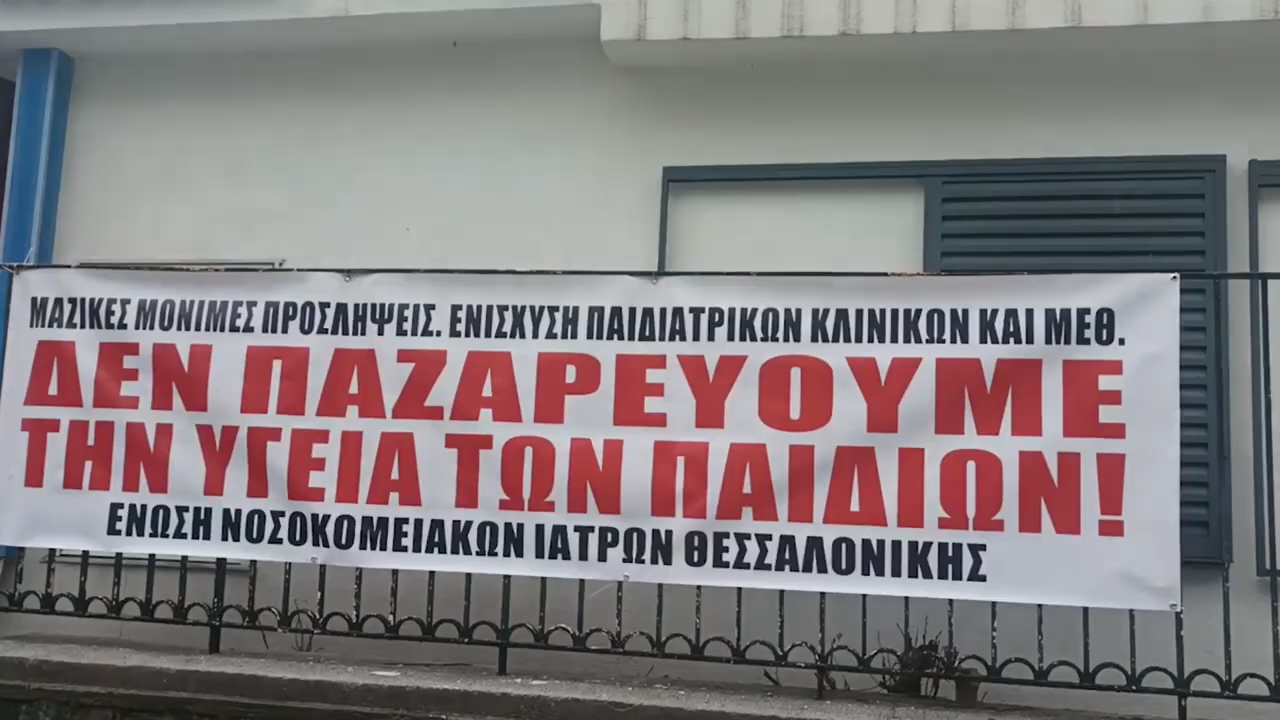 ΜΑΖΙΚΕΣ ΜΟΝΙΜΕΣ ΠΡΟΣΛΗΨΕΙΣ. ΕΝΙΣΧΥΣΗ ΠΑΙΔΙΑΤΡΙΚΩΝ ΚΛΙΝΙΚΩΝ ΚΑΙ ΜΕΘ.
ΔΕΝ ΠΑΖΑΡΕΥΟΥΜΕ
ΤΗΝ ΥΓΕΙΑ ΤΩΝ ΠΑΙΔΙΩΝ!
ΕΝΩΣΗ ΝΟΣΟΚΟΜΕΙΑΚΩΝ ΙΑΤΡΩΝ ΘΕΣΣΑΛΟΝΙΚΗΣ